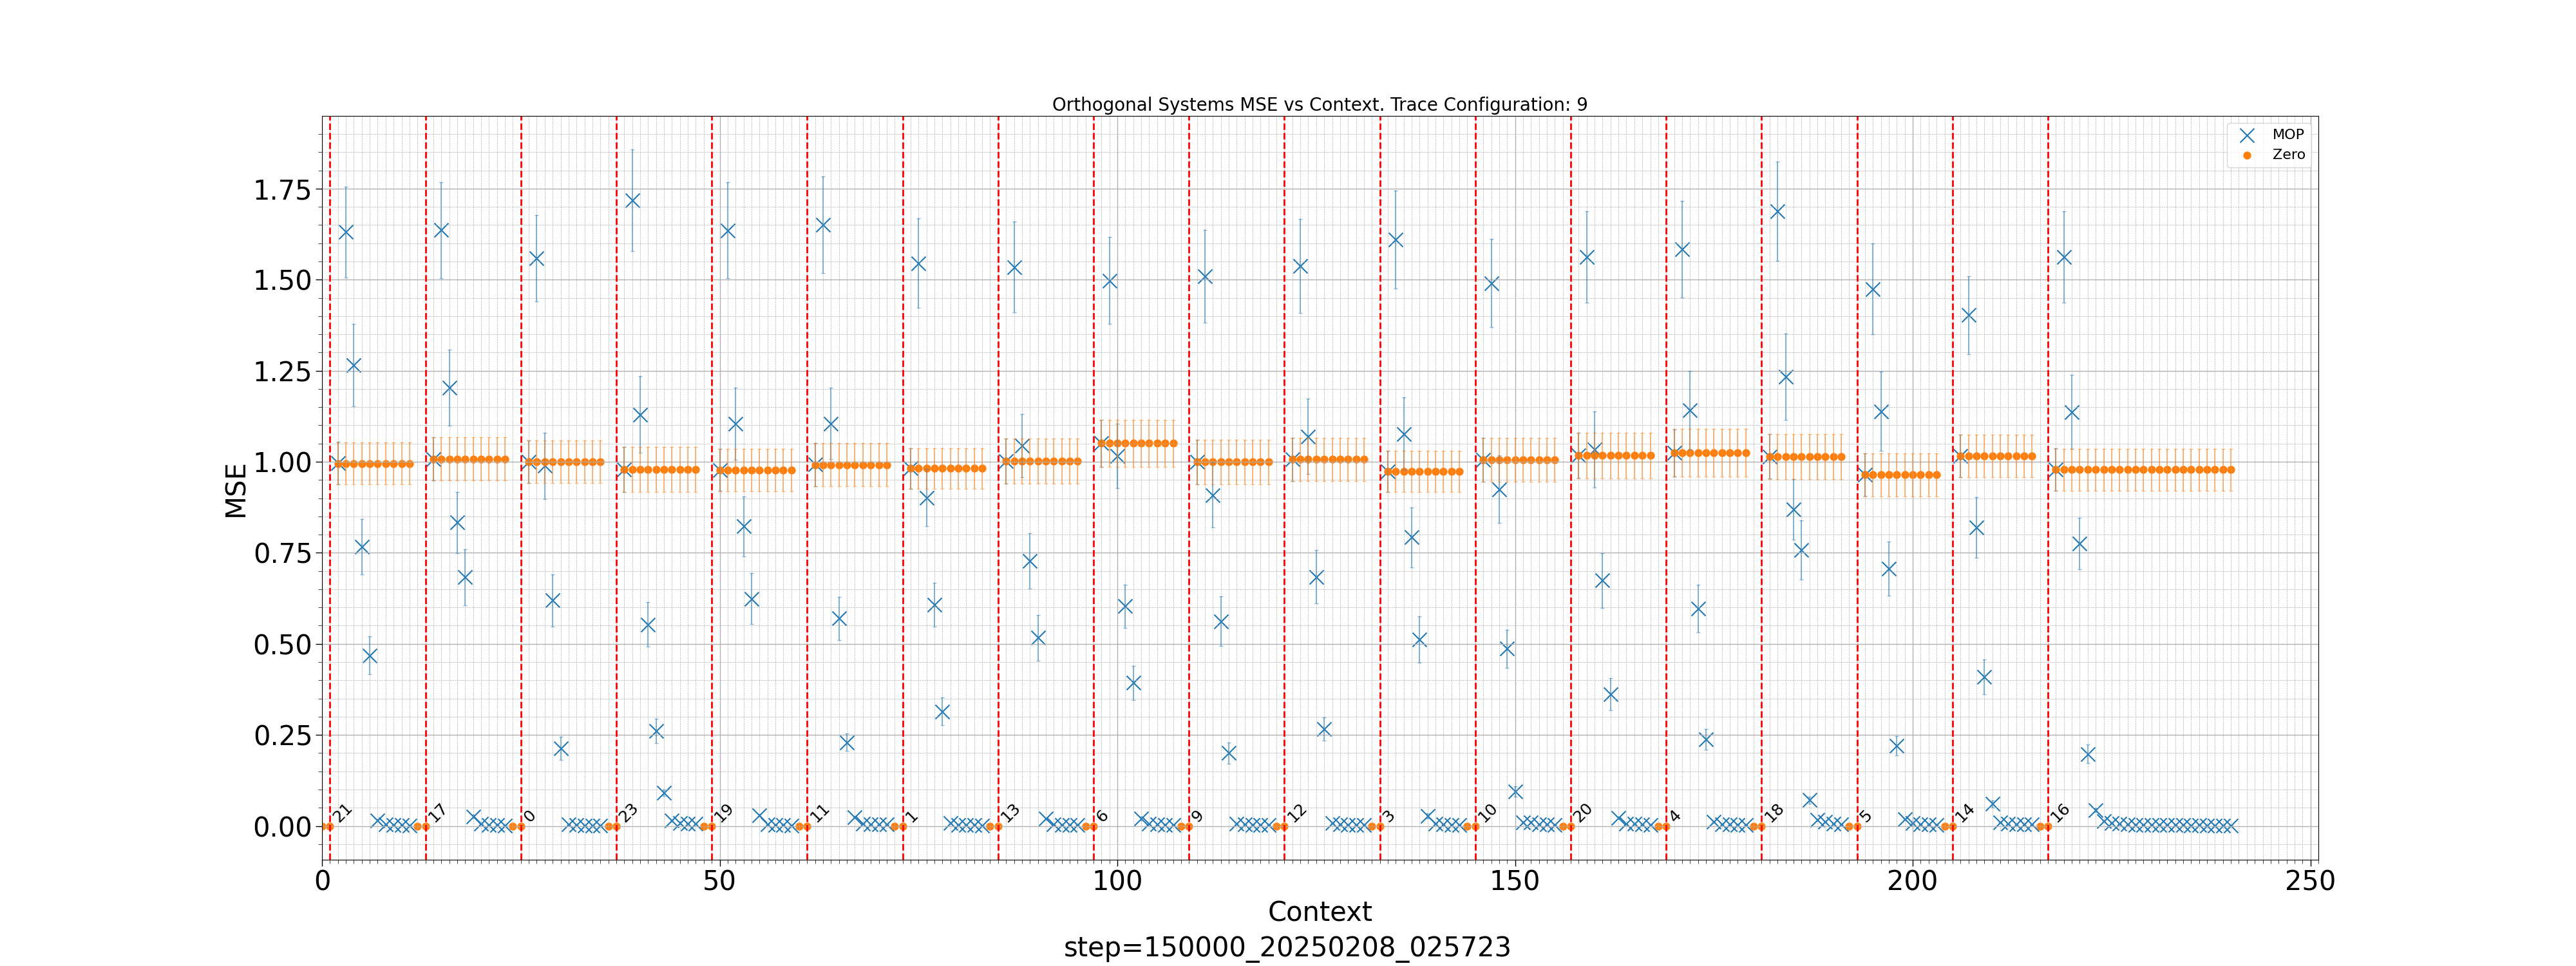 Orthogonal Systems MSE vs Context. Trace Configuration: 9
MOP
Zero
MSE
1.75
1.50
1.25
1.00
0.75
0.50
0.25
0.00
21 17 0 23 19 11 1 13 6 9 12 3 10 20 4 18 5 14 16
0 50 100 150 200 250
Context
step=150000_20250208_025723